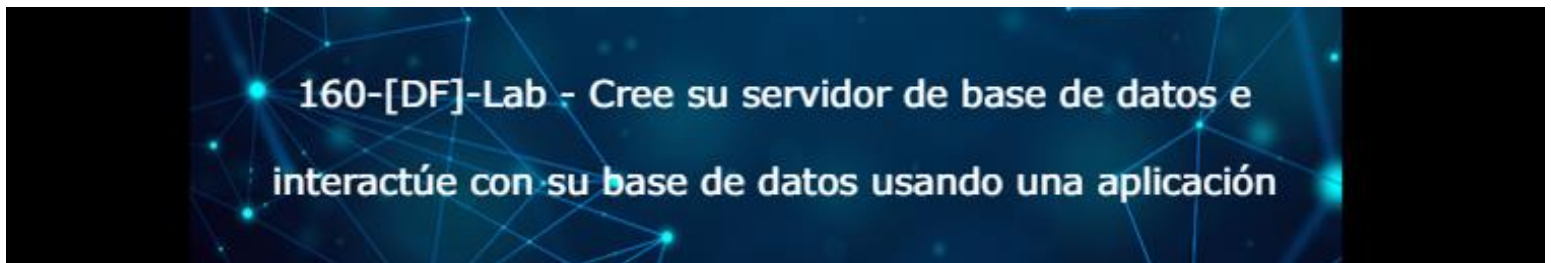 160-[DF]-Lab - Cree su servidor de base de datos e
interactúe con su base de datos usando una aplicación